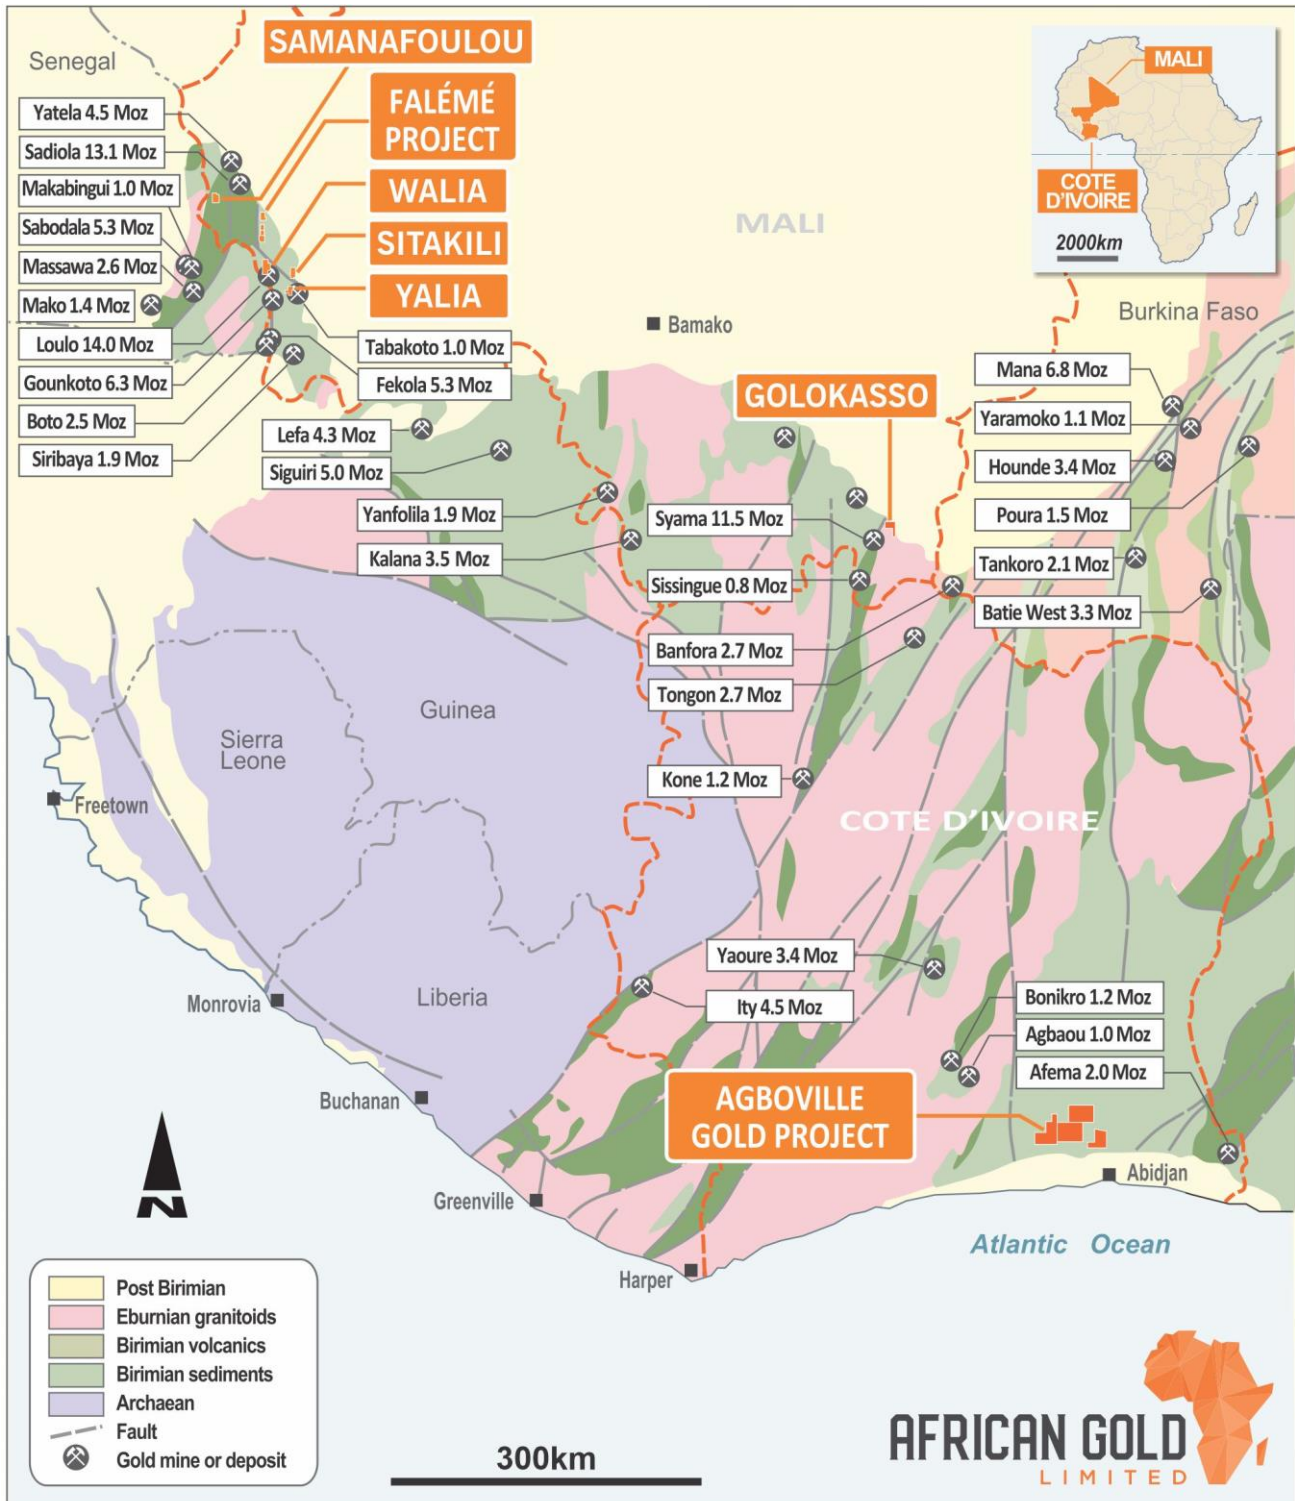 SAMANAFOULOU
Senegal
FALÉMÉ
PROJECT
MALI
COTE
D'IVOIRE
2000km
Yatela 4.5 Moz
Sadiola 13.1 Moz
Makabingui 1.0 Moz
Sabodala 5.3 Moz
Massawa 2.6 Moz
Mako 1.4 Moz
Loulo 14.0 Moz
Gounkoto 6.3 Moz
Boto 2.5 Moz
Siribaya 1.9 Moz
WALIA
SITAKILI
YALIA
MALI
Bamako
Burkina Faso
Tabakoto 1.0 Moz
Fekola 5.3 Moz
Lefa 4.3 Moz
Siguiri 5.0 Moz
Yanfolila 1.9 Moz
Kalana 3.5 Moz
GOLOKASSO
Mana 6.8 Moz
Yaramoko 1.1 Moz
Hounde 3.4 Moz
Poura 1.5 Moz
Tankoro 2.1 Moz
Batie West 3.3 Moz
Syama 11.5 Moz
Sissingue 0.8 Moz
Banfora 2.7 Moz
Tongon 2.7 Moz
Kone 1.2 Moz
Guinea
Sierra
Leone
Freetown
COTE D'IVOIRE
Yaoure 3.4 Moz
Ity 4.5 Moz
Liberia
Monrovia
Bonikro 1.2 Moz
Agbaou 1.0 Moz
Afema 2.0 Moz
Buchanan
AGBOVILLE
GOLD PROJECT
Abidjan
Greenville
Harper
Atlantic Ocean
N
Post Birimian
Eburnian granitoids
Birimian volcanics
Birimian sediments
Archaean
Fault
Gold mine or deposit
300km
AFRICAN GOLD
LIMITED